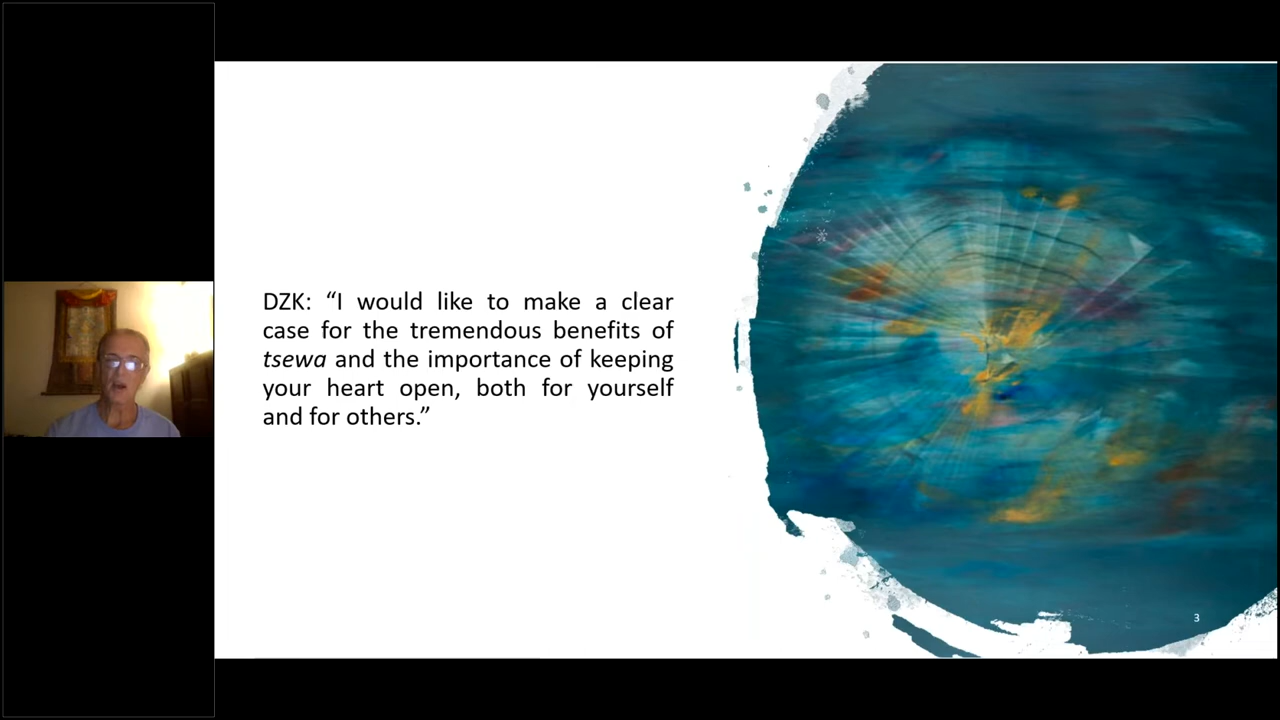 DZK: “I would like to make a clear
case for the tremendous benefits of
tsewa and the importance of keeping
your heart open, both for yourself
and for others.”
3